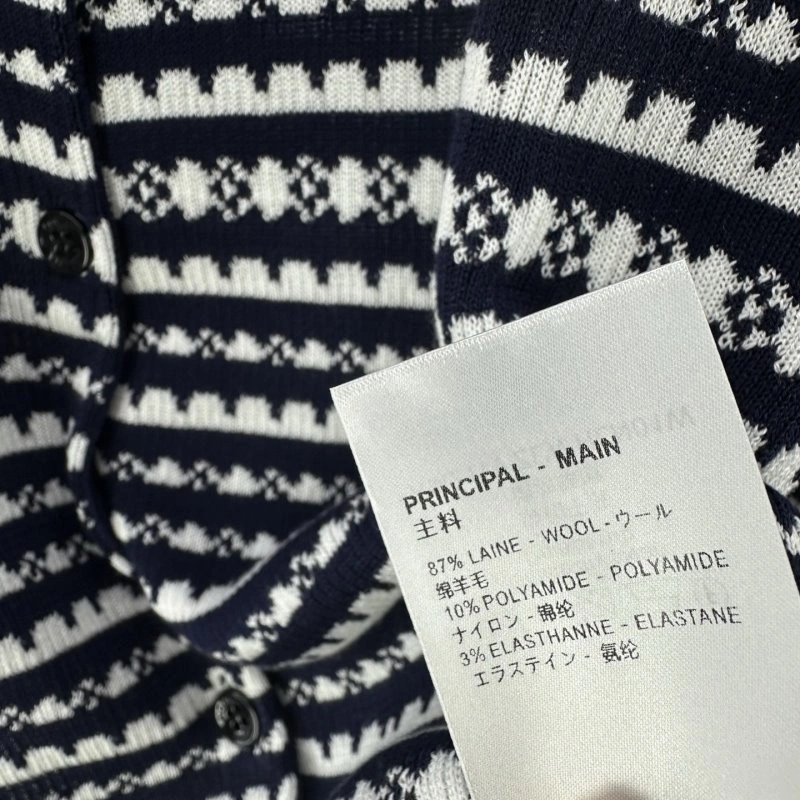 PRINCIPAL - MAIN
主料
87% LAINE - WOOL - ウール
绵羊毛
10% POLYAMIDE - POLYAMIDE
ナイロン - 锦纶
3% ELASTHANNE - ELASTANE
エラステイン - 氨纶